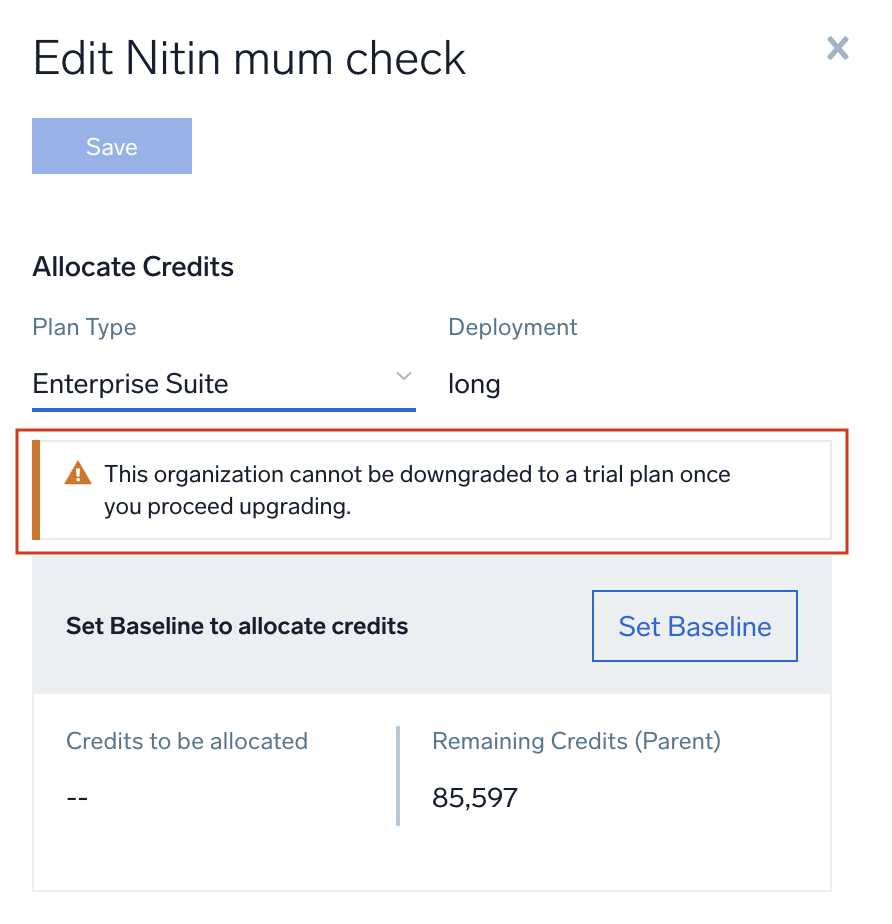 Edit Nitin mum check
Save
Allocate Credits
Plan Type
Deployment
Enterprise Suite
long
This organization cannot be downgraded to a trial plan once
you proceed upgrading.
Set Baseline to allocate credits
Set Baseline
Credits to be allocated
Remaining Credits (Parent)
--
85,597